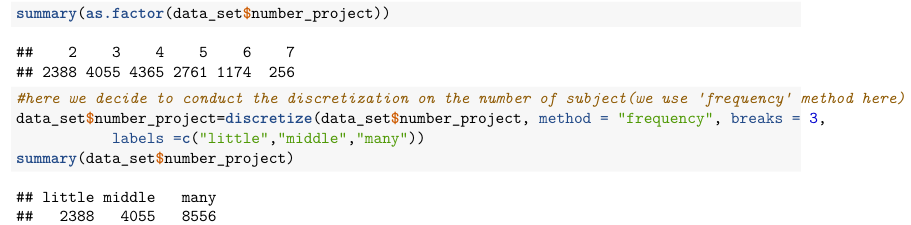 summary(as.factor(data_set$number_project))
##    2    3    4    5    6    7
## 2388 4055 4365 2761 1174  256
#here we decide to conduct the discretization on the number of subject(we use 'frequency' method here)
data_set$number_project=discretize(data_set$number_project, method = "frequency", breaks = 3,
           labels =c("little","middle","many"))
summary(data_set$number_project)
## little middle   many
##   2388   4055   8556